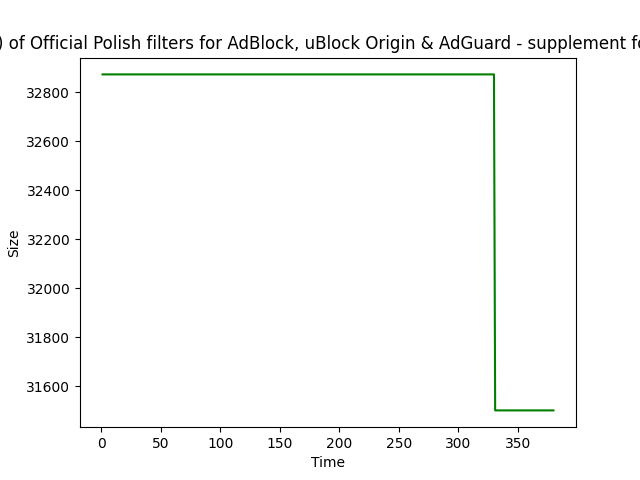 ) of Official Polish filters for AdBlock, uBlock Origin & AdGuard - supplement fo
32800
32600
32400
32200
32000
31800
31600
Size
0 50 100 150 200 250 300 350
Time